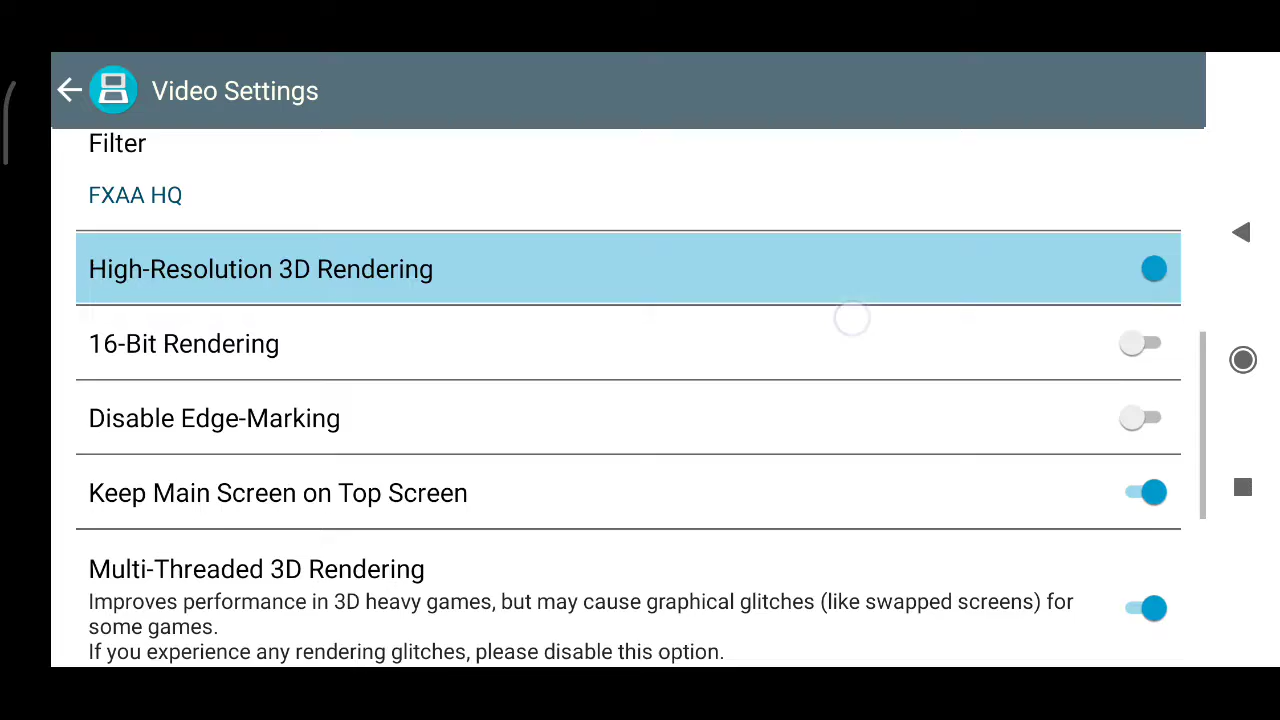 Video Settings
Filter
FXAA HQ
High-Resolution 3D Rendering
16-Bit Rendering
Disable Edge-Marking
Keep Main Screen on Top Screen
Multi-Threaded 3D Rendering
Improves performance in 3D heavy games, but may cause graphical glitches (like swapped screens) for
some games.
If you experience any rendering glitches, please disable this option.